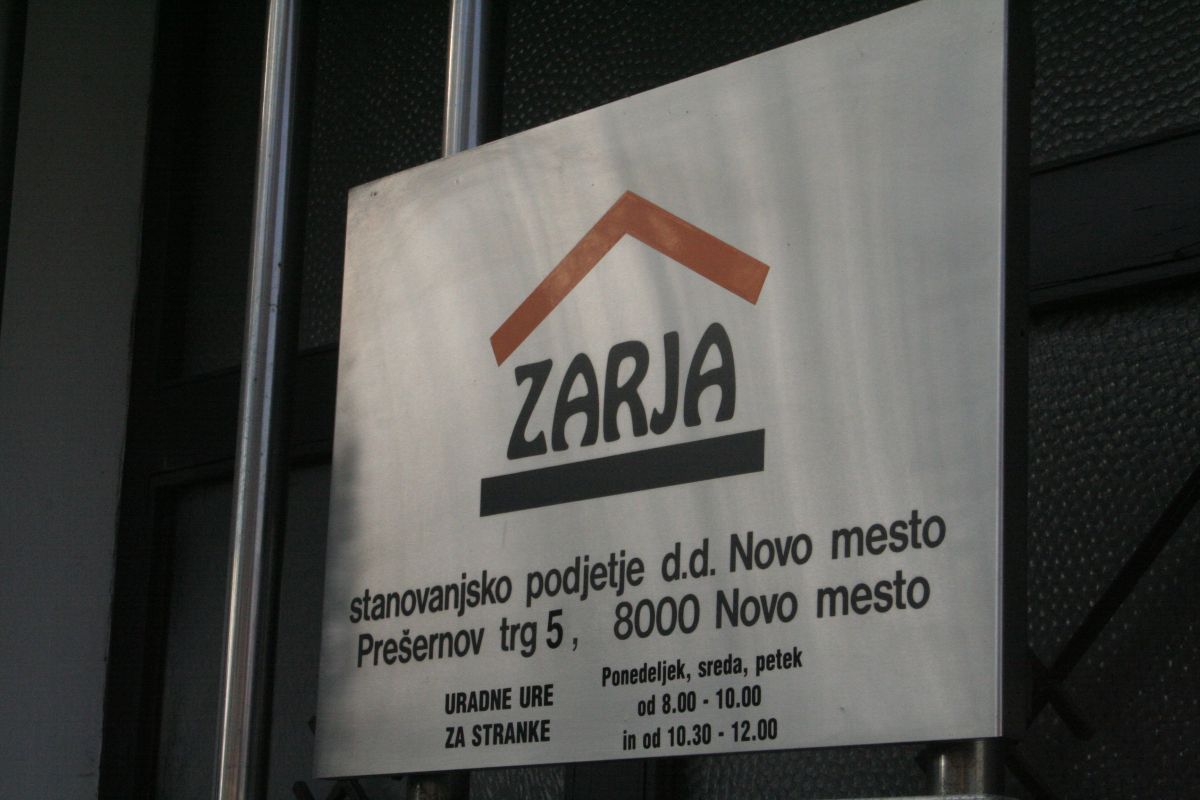 ZARJA
stanovanjsko podjetje d.d. Novo mesto
Prešernov trg 5, 8000 Novo mesto
URADNE URE
ZA STRANKE
Ponedeljek, sreda, petek
od 8.00 - 10.00
in od 10.30 - 12.00